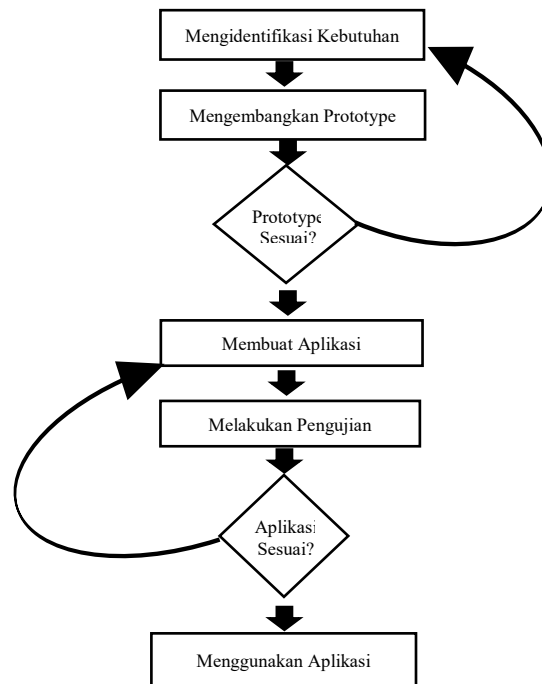 Mengidentifikasi Kebutuhan
Mengembangkan Prototype
Prototype
Sesuai?
Membuat Aplikasi
Melakukan Pengujian
Aplikasi
Sesuai?
Menggunakan Aplikasi